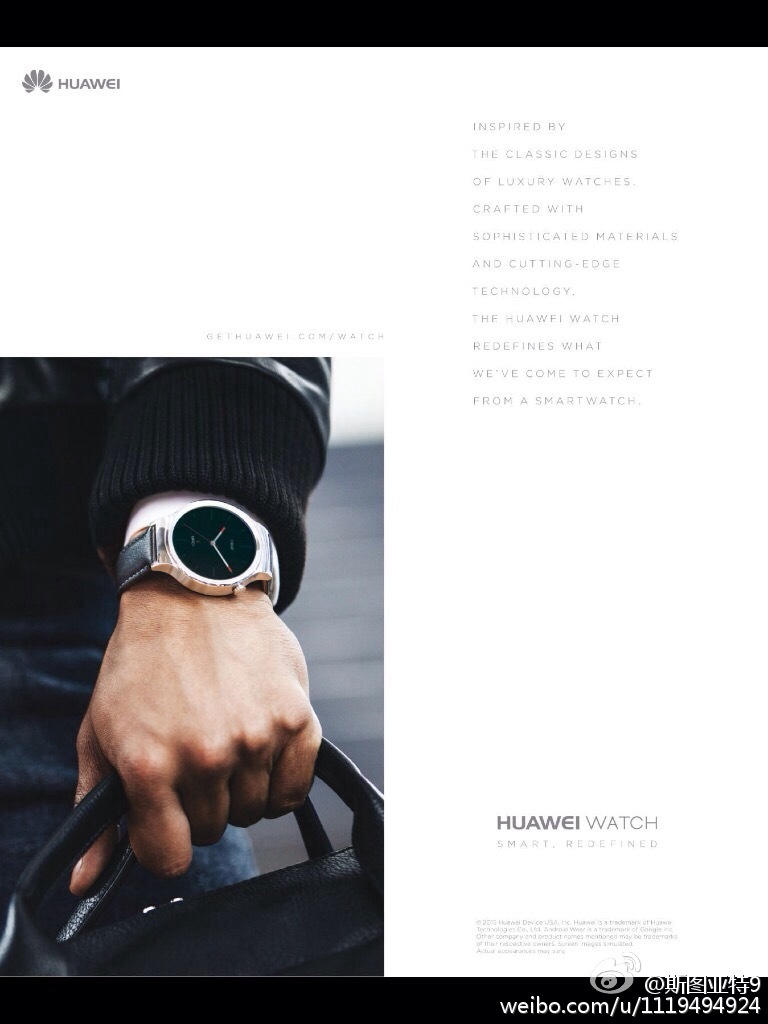 HUAWEI
INSPIRED BY
THE CLASSIC DESIGNS
OF LUXURY WATCHES.
CRAFTED WITH
SOPHISTICATED MATERIALS
AND CUTTING-EDGE
TECHNOLOGY,
THE HUAWEI WATCH
REDEFINES WHAT
WE'VE COME TO EXPECT
FROM A SMARTWATCH.
GETHUAWEI.COM/WATCH
HUAWEI WATCH
SMART, REDEFINED
© 2015 Huawei Device USA, Inc. Huawei is a trademark of Huawei
Technologies Co., Ltd. Android Wear is a trademark of Google Inc.
Other company and product names mentioned may be trademarks
of their respective owners. Screen images simulated.
Actual appearances may vary.
@斯图亚特9
weibo.com/u/1119494924